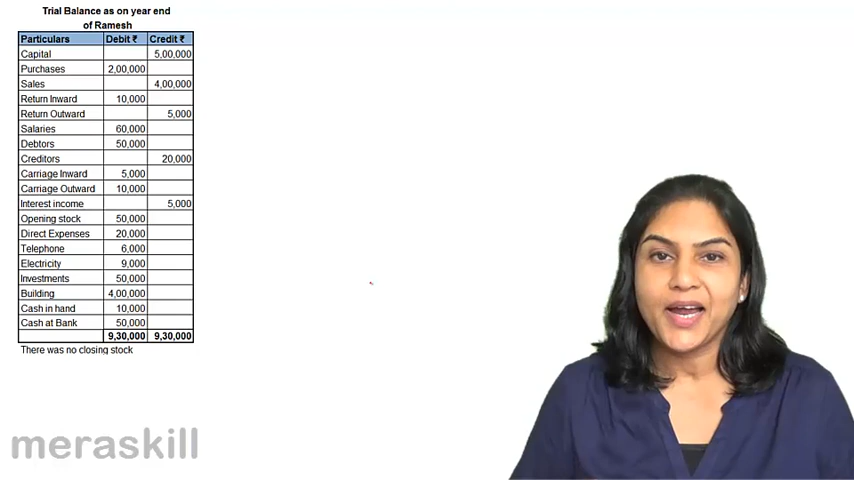 Trial Balance as on year end
of Ramesh
Particulars Debit ₹ Credit ₹
Capital 5,00,000
Purchases 2,00,000
Sales 4,00,000
Return Inward 10,000
Return Outward 5,000
Salaries 60,000
Debtors 50,000
Creditors 20,000
Carriage Inward 5,000
Carriage Outward 10,000
Interest income 5,000
Opening stock 50,000
Direct Expenses 20,000
Telephone 6,000
Electricity 9,000
Investments 50,000
Building 4,00,000
Cash in hand 10,000
Cash at Bank 50,000
9,30,000 9,30,000
There was no closing stock
meraskill